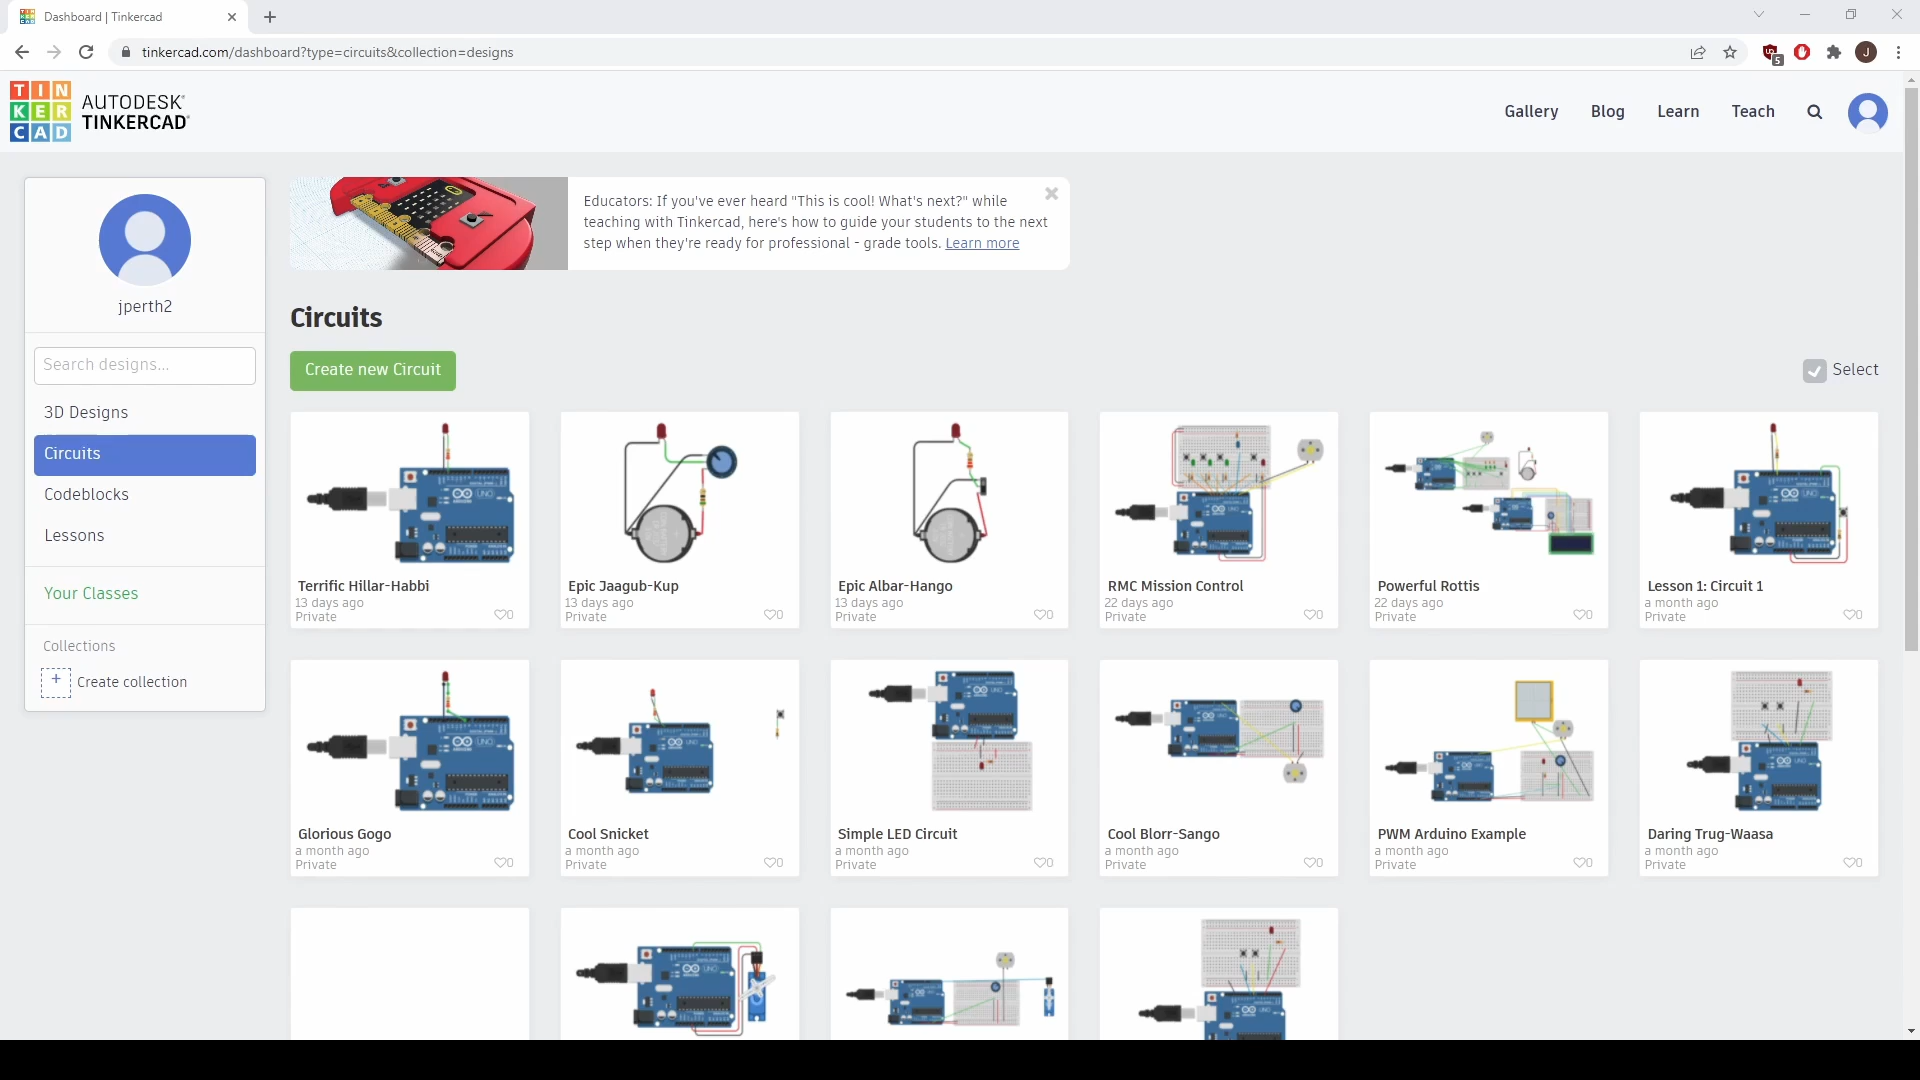 Dashboard | Tinkercad
tinkercad.com/dashboard?type=circuits&collection=designs
5
J
TIN
KER
CAD
AUTODESK
TINKERCAD
Gallery
Blog
Learn
Teach
jperth2
Search designs...
3D Designs
Circuits
Codeblocks
Lessons
Your Classes
Collections
+ Create collection
Educators: If you've ever heard "This is cool! What's next?" while
teaching with Tinkercad, here's how to guide your students to the next
step when they're ready for professional - grade tools. Learn more
Circuits
Create new Circuit
Select
Terrific Hillar-Habbi
13 days ago
Private
0
Epic Jaagub-Kup
13 days ago
Private
0
Epic Albar-Hango
13 days ago
Private
0
RMC Mission Control
22 days ago
Private
0
Powerful Rottis
22 days ago
Private
0
Lesson 1: Circuit 1
a month ago
Private
0
Glorious Gogo
a month ago
Private
0
Cool Snicket
a month ago
Private
0
Simple LED Circuit
a month ago
Private
0
Cool Blorr-Sango
a month ago
Private
0
PWM Arduino Example
a month ago
Private
0
Daring Trug-Waasa
a month ago
Private
0